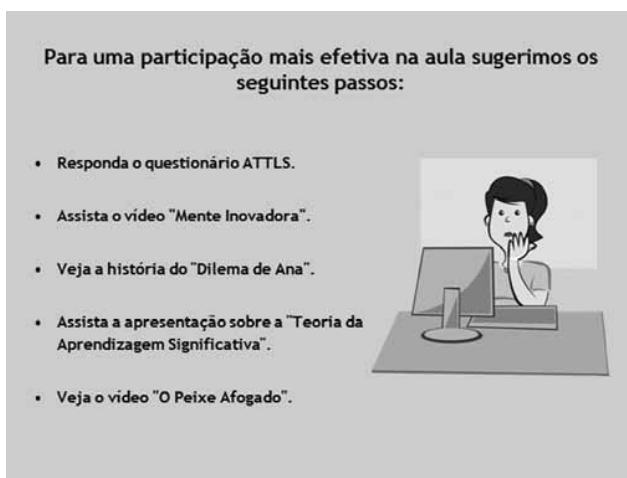 Para uma participação mais efetiva na aula sugerimos os
seguintes passos:
• Responda o questionário ATTLS.
• Assista o vídeo "Mente Inovadora".
• Veja a história do "Dilema de Ana".
• Assista a apresentação sobre a "Teoria da
Aprendizagem Significativa".
• Veja o vídeo "O Peixe Afogado".